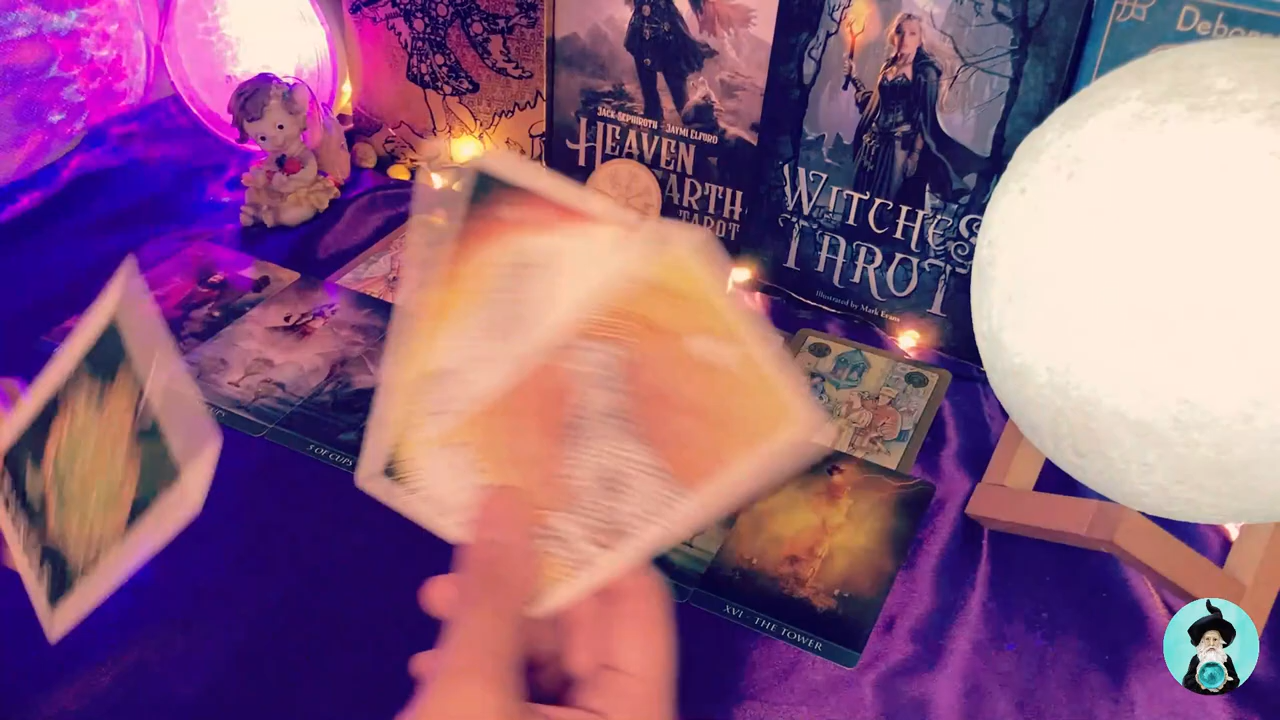 Debor
JACK SEPHIROTH - JAYMI ELFORD
HEAVEN
EARTH
TAROT
WITCHES
TAROT
Illustrated by Mark Evans
5 OF CUPS
XVI - THE TOWER